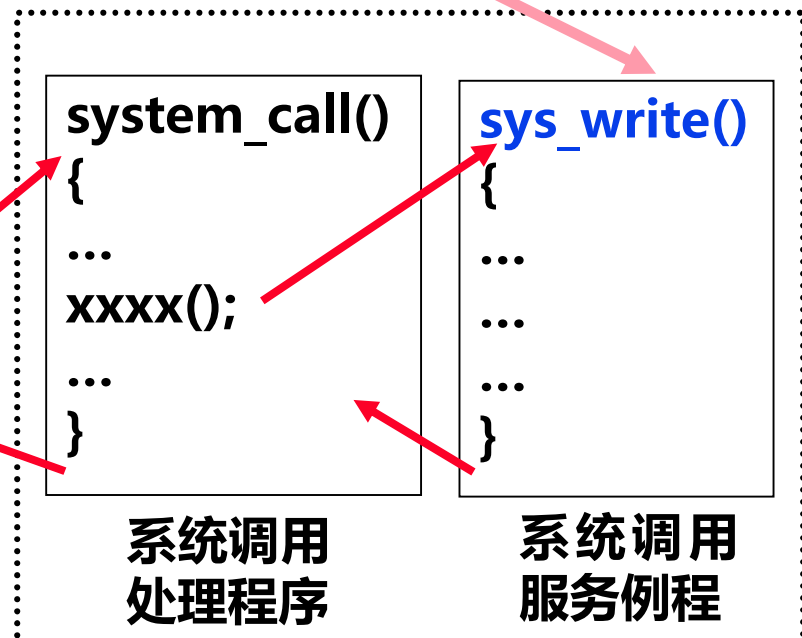 system_call()
{
...
xxxx();
...
}
系统调用
处理程序
sys_write()
{
...
...
...
}
系统调用
服务例程